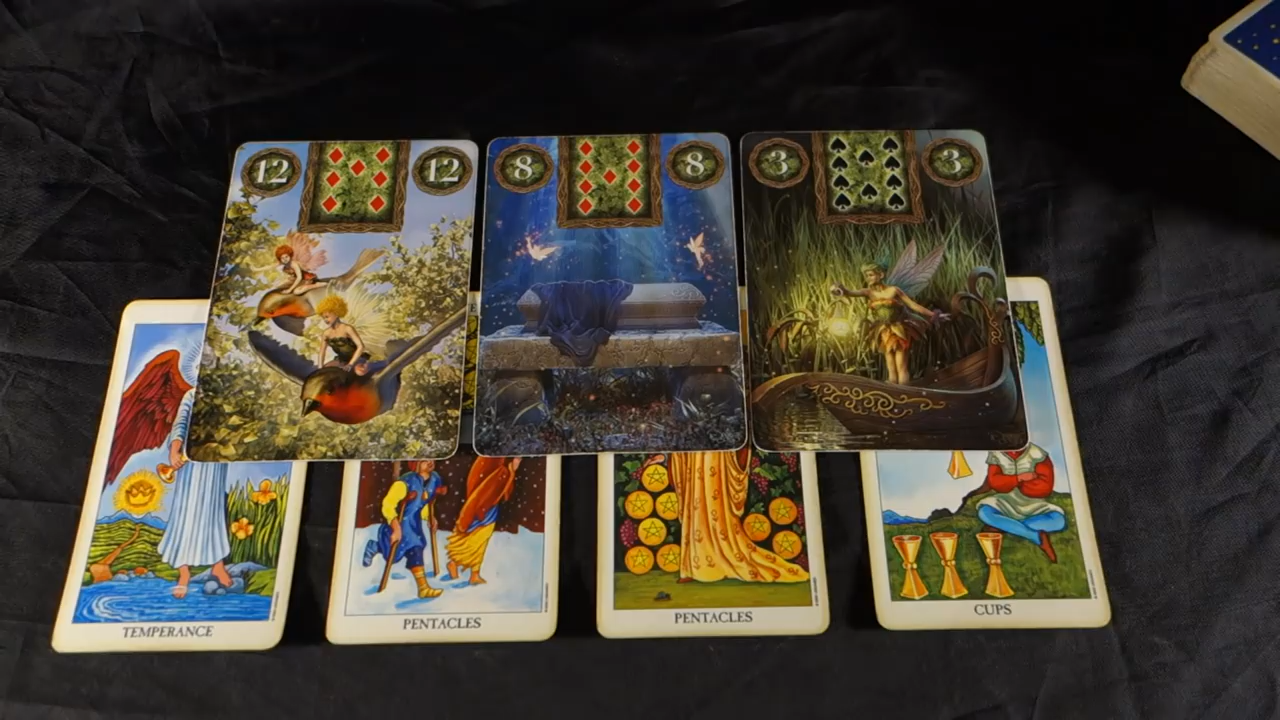 12 12
8 8
3 3
TEMPERANCE
PENTACLES
PENTACLES
CUPS